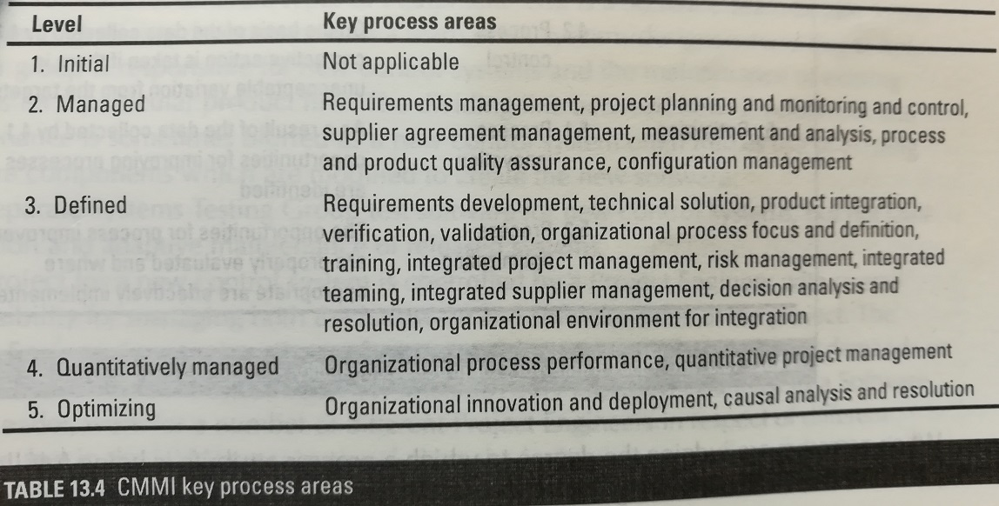 Level Key process areas
1. Initial Not applicable
2. Managed Requirements management, project planning and monitoring and control,
supplier agreement management, measurement and analysis, process
and product quality assurance, configuration management
3. Defined Requirements development, technical solution, product integration,
verification, validation, organizational process focus and definition,
training, integrated project management, risk management, integrated
teaming, integrated supplier management, decision analysis and
resolution, organizational environment for integration
4. Quantitatively managed Organizational process performance, quantitative project management
5. Optimizing Organizational innovation and deployment, causal analysis and resolution
TABLE 13.4 CMMI key process areas